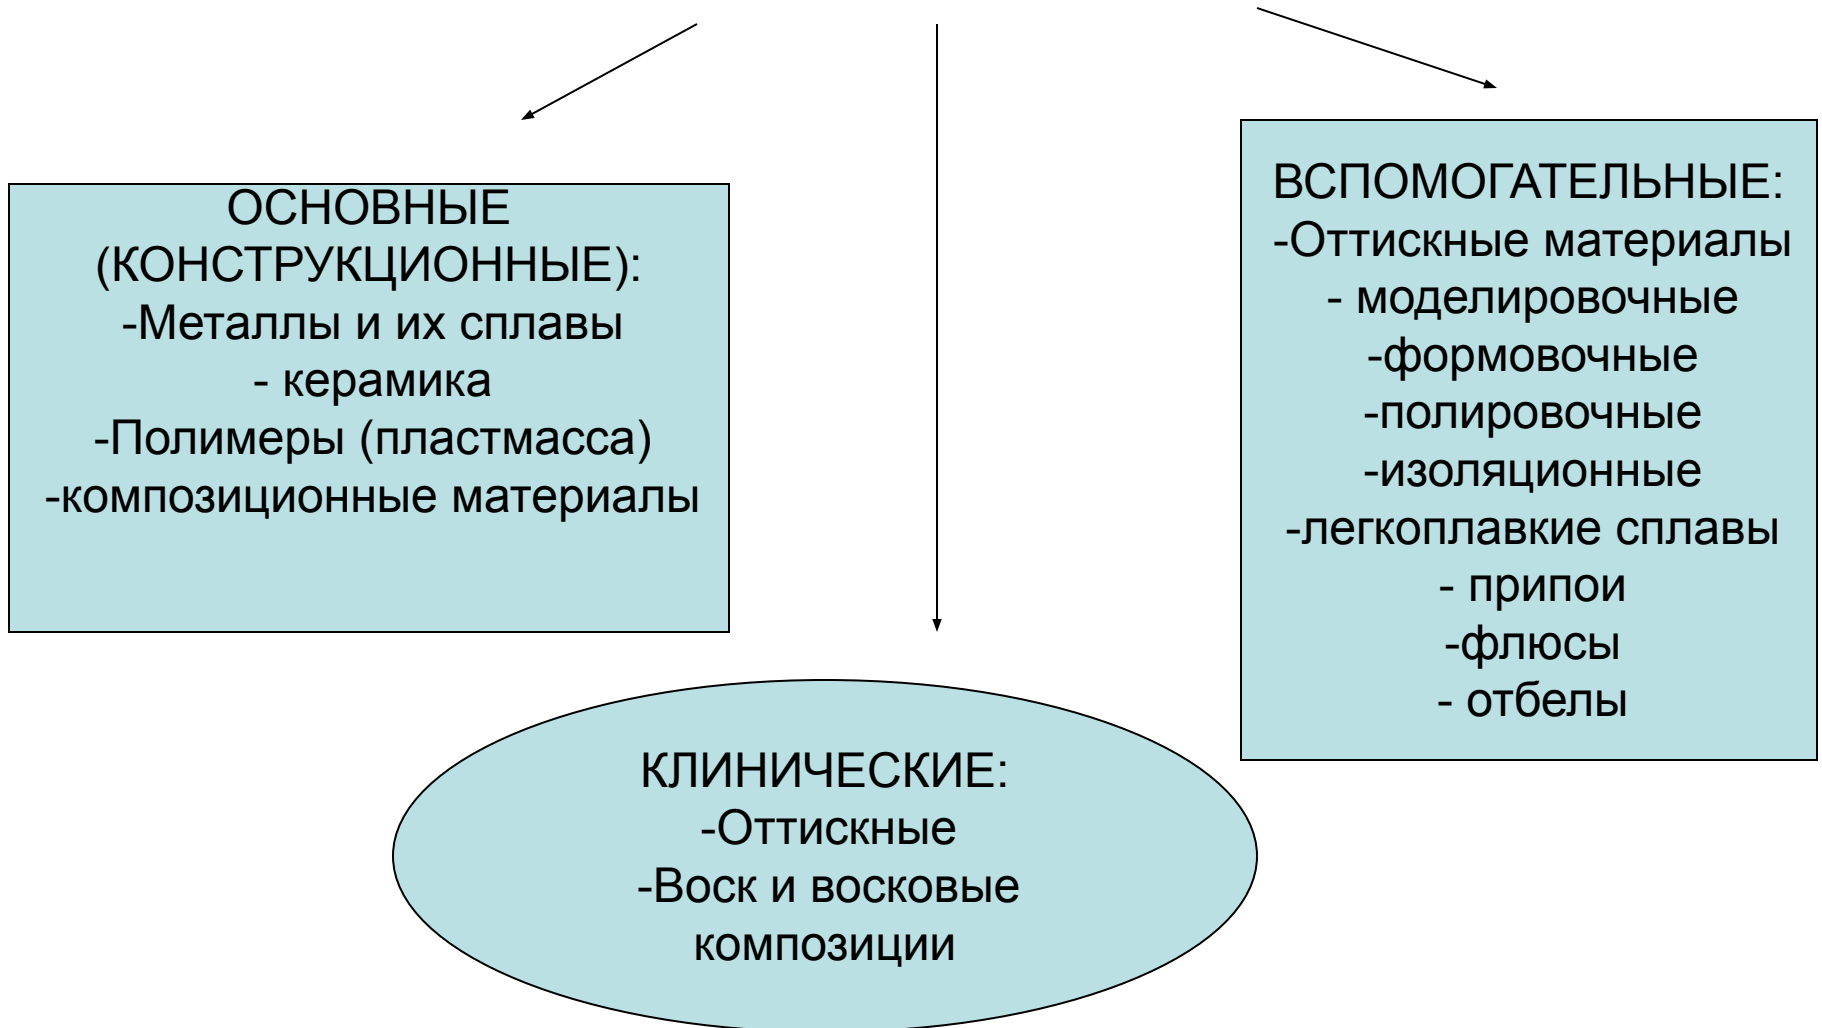 ОСНОВНЫЕ
(КОНСТРУКЦИОННЫЕ):
-Металлы и их сплавы
- керамика
-Полимеры (пластмасса)
-композиционные материалы
КЛИНИЧЕСКИЕ:
-Оттискные
-Воск и восковые
композиции
ВСПОМОГАТЕЛЬНЫЕ:
-Оттискные материалы
- моделировочные
-формовочные
-полировочные
-изоляционные
-легкоплавкие сплавы
- припои
-флюсы
- отбелы